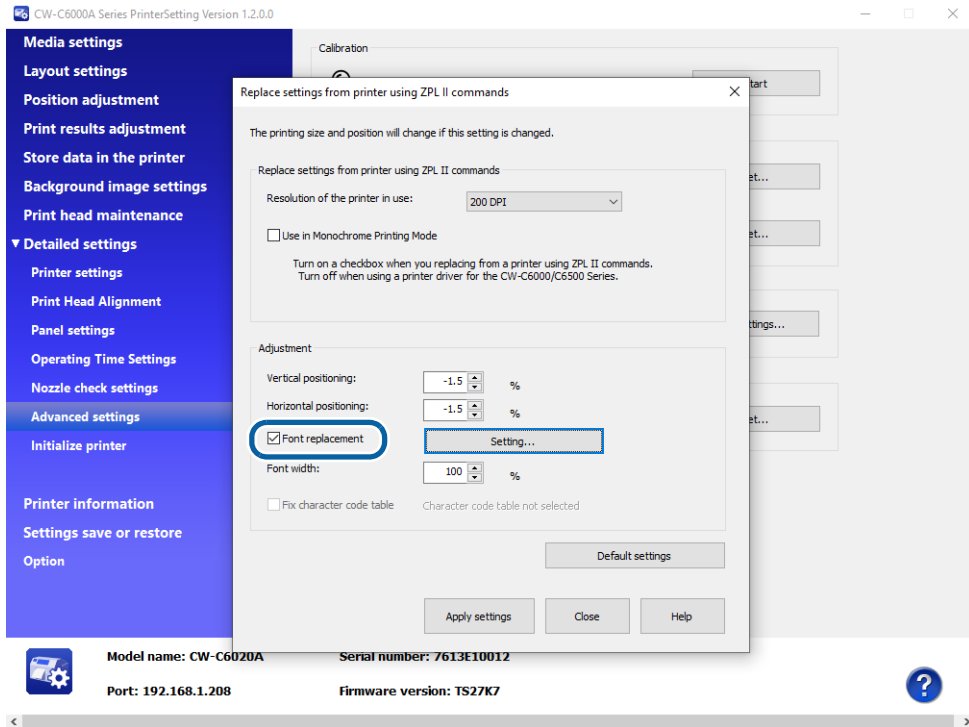 CW-C6000A Series PrinterSetting Version 1.2.0.0
Media settings
Layout settings
Position adjustment
Print results adjustment
Store data in the printer
Background image settings
Print head maintenance
Detailed settings
Printer settings
Print Head Alignment
Panel settings
Operating Time Settings
Nozzle check settings
Advanced settings
Initialize printer
Printer information
Settings save or restore
Option
Calibration
Replace settings from printer using ZPL II commands
The printing size and position will change if this setting is changed.
Replace settings from printer using ZPL II commands
Resolution of the printer in use: 200 DPI
Use in Monochrome Printing Mode
Turn on a checkbox when you replacing from a printer using ZPL II commands.
Turn off when using a printer driver for the CW-C6000/C6500 Series.
Adjustment
Vertical positioning: -1.5 %
Horizontal positioning: -1.5 %
Font replacement Setting...
Font width: 100 %
Fix character code table Character code table not selected
Default settings
Apply settings Close Help
tart
et...
et...
ttings...
et...
Model name: CW-C6020A Serial number: 7613E10012
Port: 192.168.1.208 Firmware version: TS27K7
?